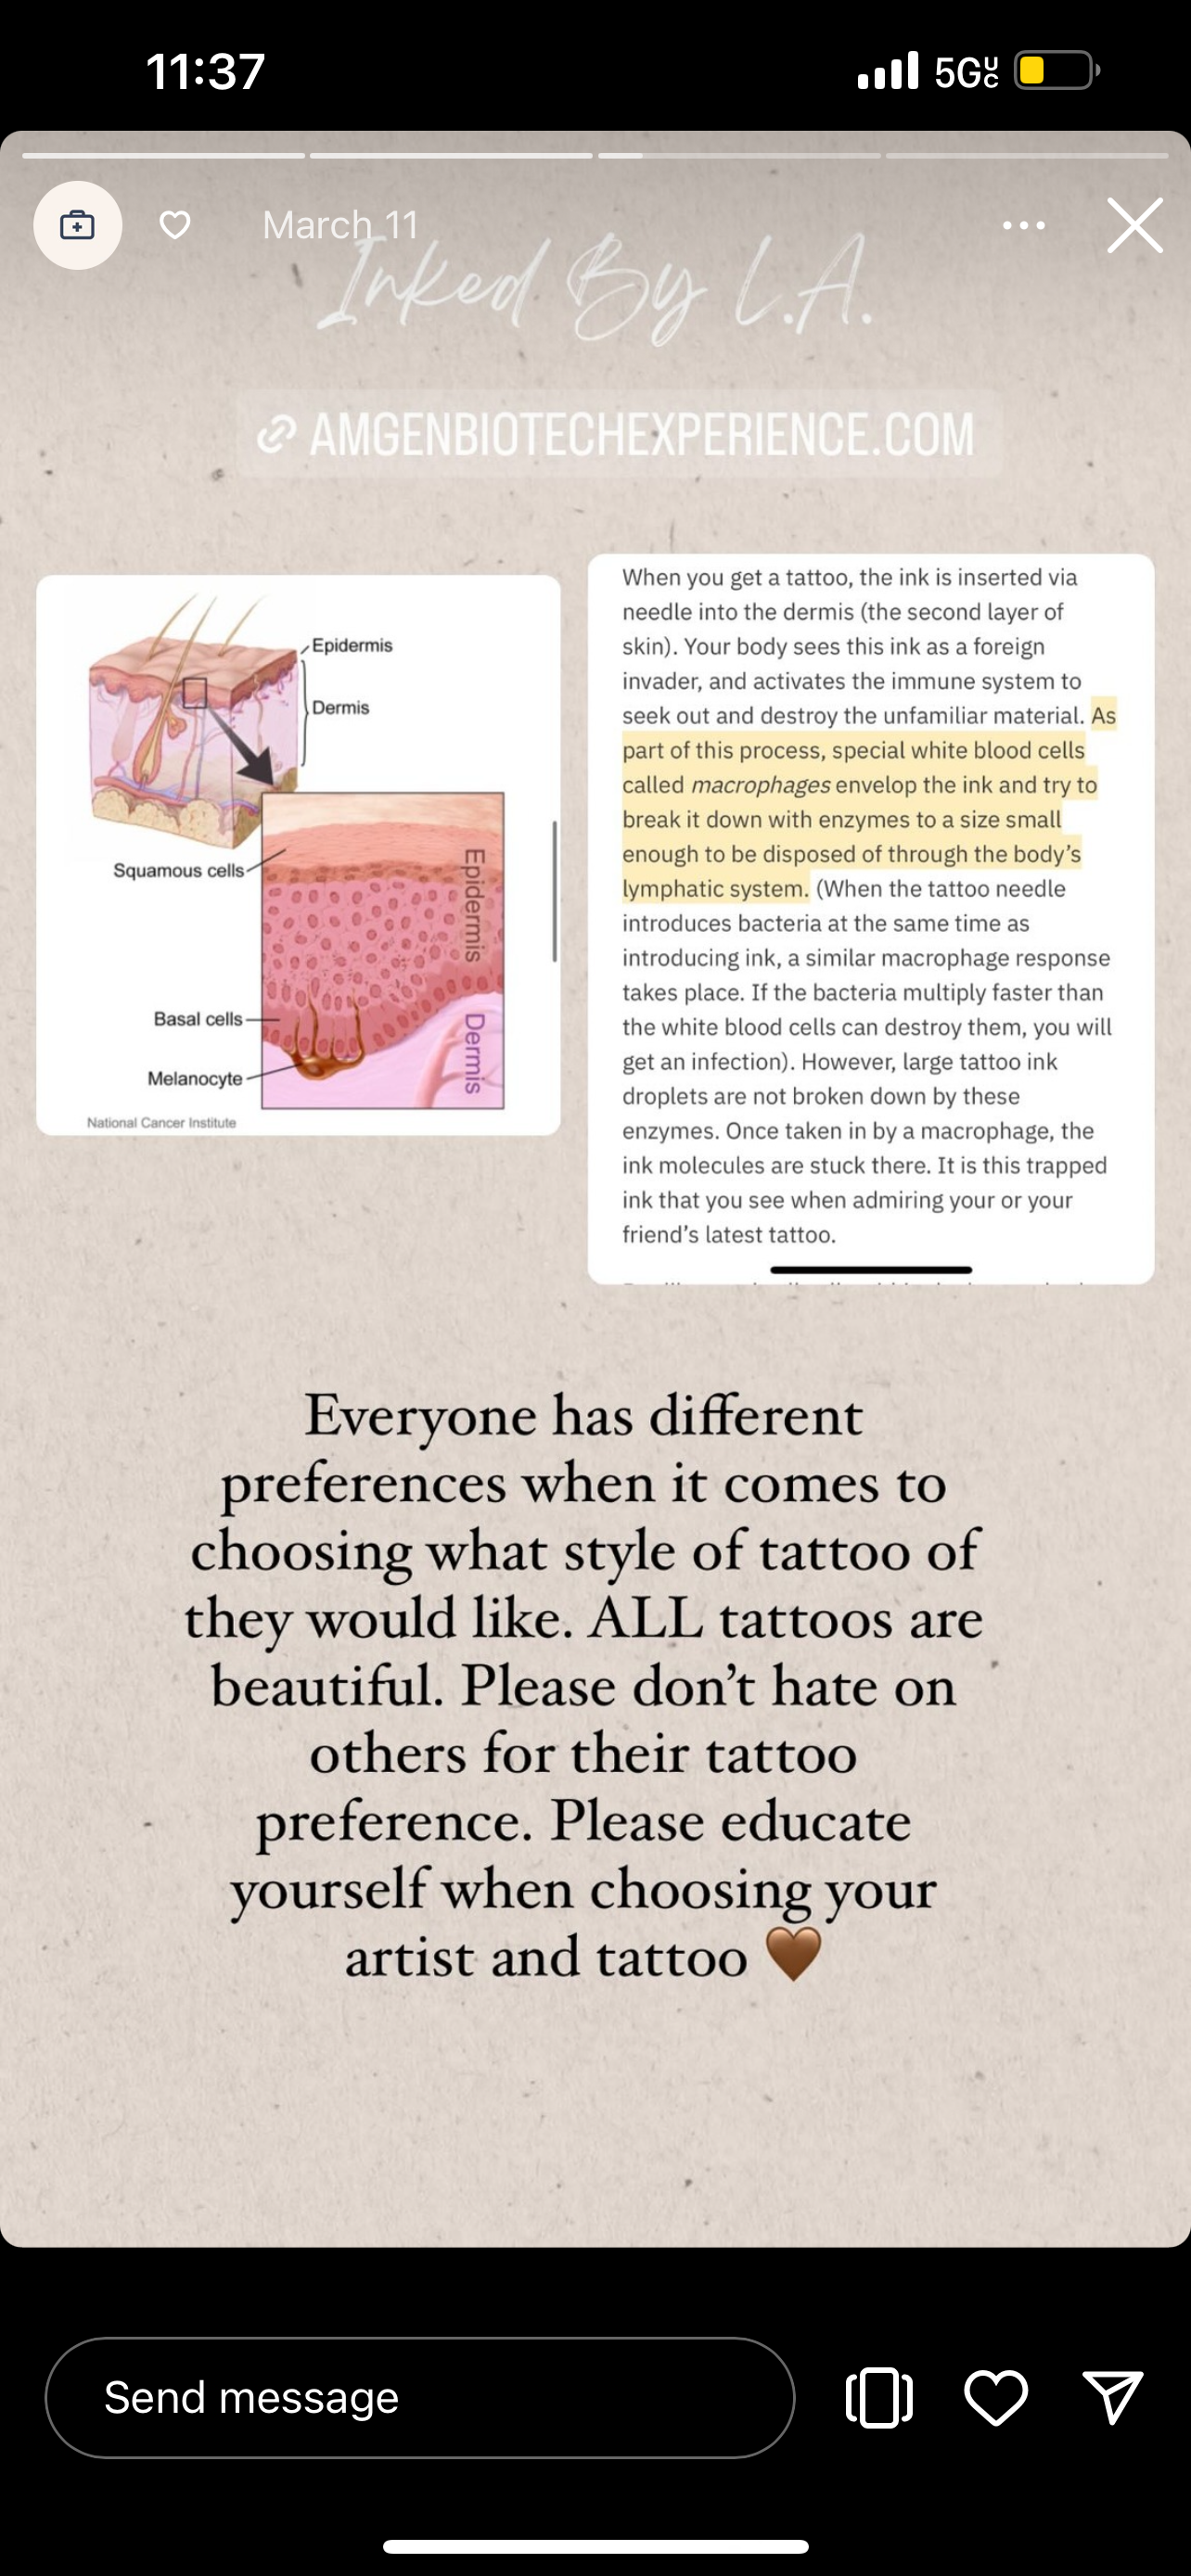 11:37
5GUC
March 11
Inked By L.A.
AMGENBIOTECHEXPERIENCE.COM
Epidermis
Dermis
Squamous cells
Epidermis
Basal cells
Dermis
Melanocyte
National Cancer Institute
When you get a tattoo, the ink is inserted via
needle into the dermis (the second layer of
skin). Your body sees this ink as a foreign
invader, and activates the immune system to
seek out and destroy the unfamiliar material. As
part of this process, special white blood cells
called macrophages envelop the ink and try to
break it down with enzymes to a size small
enough to be disposed of through the body's
lymphatic system. (When the tattoo needle
introduces bacteria at the same time as
introducing ink, a similar macrophage response
takes place. If the bacteria multiply faster than
the white blood cells can destroy them, you will
get an infection). However, large tattoo ink
droplets are not broken down by these
enzymes. Once taken in by a macrophage, the
ink molecules are stuck there. It is this trapped
ink that you see when admiring your or your
friend's latest tattoo.
Everyone has different
preferences when it comes to
choosing what style of tattoo of
they would like. ALL tattoos are
beautiful. Please don't hate on
others for their tattoo
preference. Please educate
yourself when choosing your
artist and tattoo 🤎
Send message